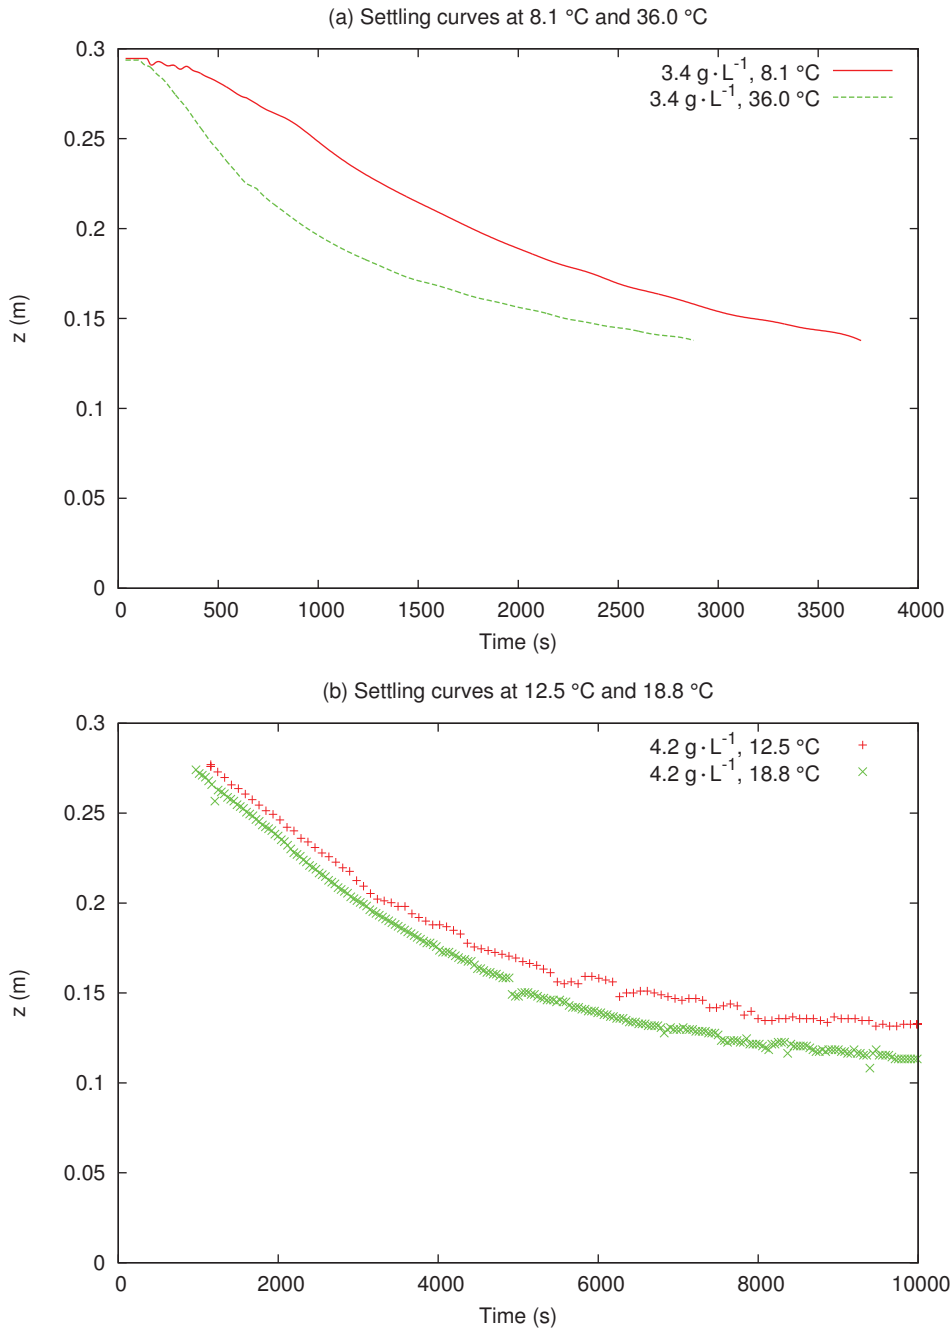 (a) Settling curves at 8.1 °C and 36.0 °C
0.3
3.4 g·L⁻¹, 8.1 °C
3.4 g·L⁻¹, 36.0 °C
0.25
0.2
z (m)
0.15
0.1
0.05
0
0 500 1000 1500 2000 2500 3000 3500 4000
Time (s)
(b) Settling curves at 12.5 °C and 18.8 °C
0.3
4.2 g·L⁻¹, 12.5 °C
4.2 g·L⁻¹, 18.8 °C
0.25
0.2
z (m)
0.15
0.1
0.05
0
0 2000 4000 6000 8000 10000
Time (s)